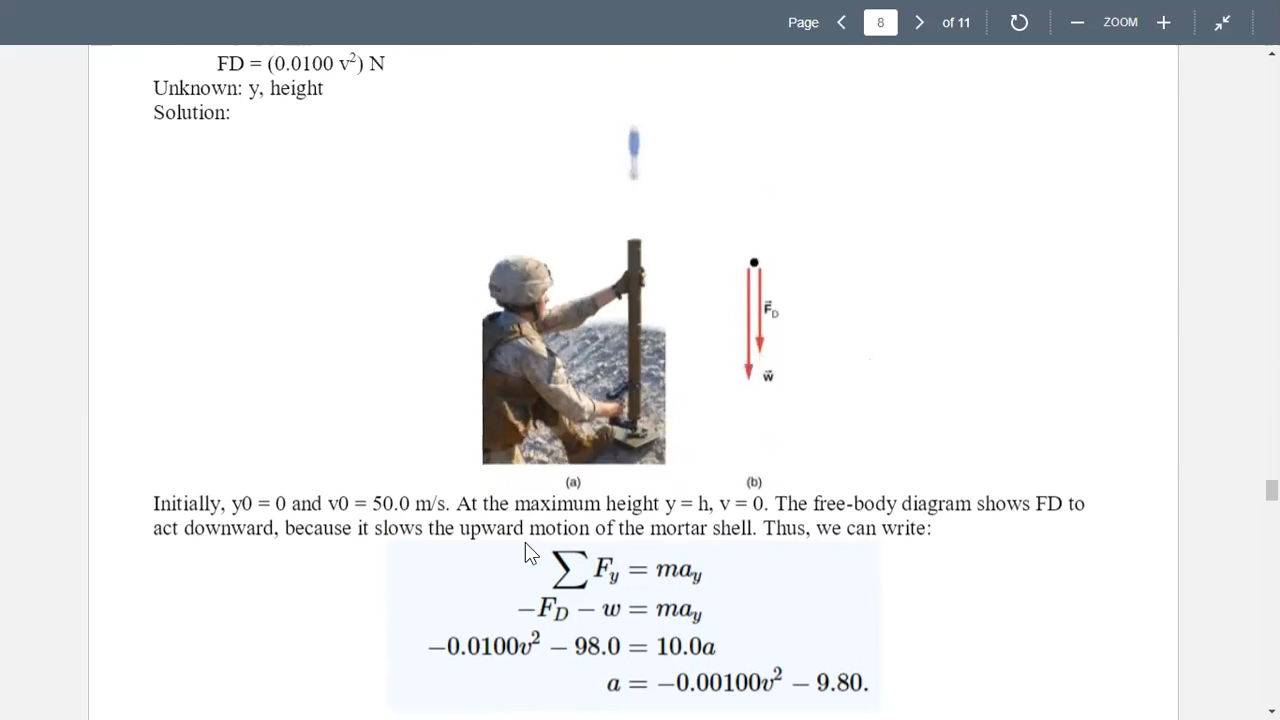 Page 8 of 11 ZOOM
FD = (0.0100 v²) N
Unknown: y, height
Solution:
F⃗D
w⃗
(a) (b)
Initially, y0 = 0 and v0 = 50.0 m/s. At the maximum height y = h, v = 0. The free-body diagram shows FD to
act downward, because it slows the upward motion of the mortar shell. Thus, we can write:
∑ Fy = may
−FD − w = may
−0.0100v² − 98.0 = 10.0a
a = −0.00100v² − 9.80.